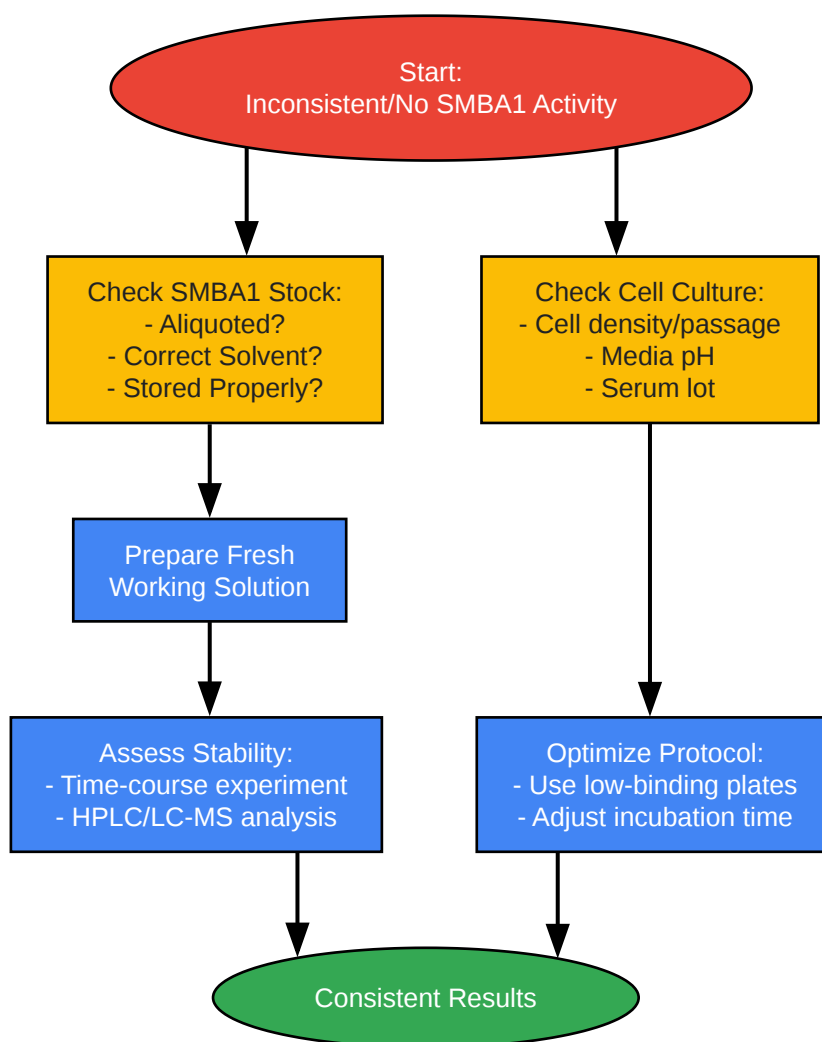 Start:
Inconsistent/No SMBA1 Activity
Check SMBA1 Stock:
- Aliquoted?
- Correct Solvent?
- Stored Properly?
Check Cell Culture:
- Cell density/passage
- Media pH
- Serum lot
Prepare Fresh
Working Solution
Assess Stability:
- Time-course experiment
- HPLC/LC-MS analysis
Optimize Protocol:
- Use low-binding plates
- Adjust incubation time
Consistent Results